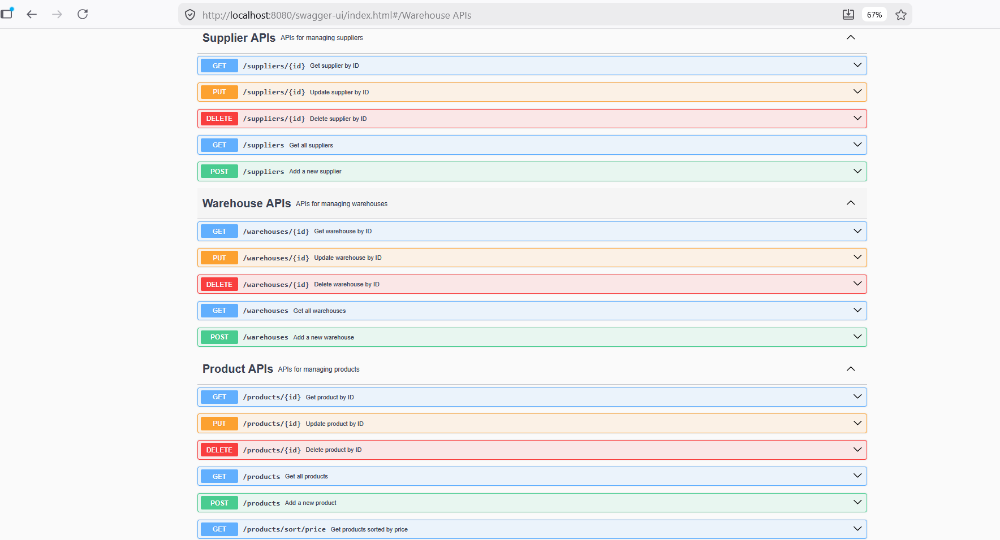 http://localhost:8080/swagger-ui/index.html#/Warehouse APIs
67%
Supplier APIs APIs for managing suppliers
GET /suppliers/{id} Get supplier by ID
PUT /suppliers/{id} Update supplier by ID
DELETE /suppliers/{id} Delete supplier by ID
GET /suppliers Get all suppliers
POST /suppliers Add a new supplier
Warehouse APIs APIs for managing warehouses
GET /warehouses/{id} Get warehouse by ID
PUT /warehouses/{id} Update warehouse by ID
DELETE /warehouses/{id} Delete warehouse by ID
GET /warehouses Get all warehouses
POST /warehouses Add a new warehouse
Product APIs APIs for managing products
GET /products/{id} Get product by ID
PUT /products/{id} Update product by ID
DELETE /products/{id} Delete product by ID
GET /products Get all products
POST /products Add a new product
GET /products/sort/price Get products sorted by price